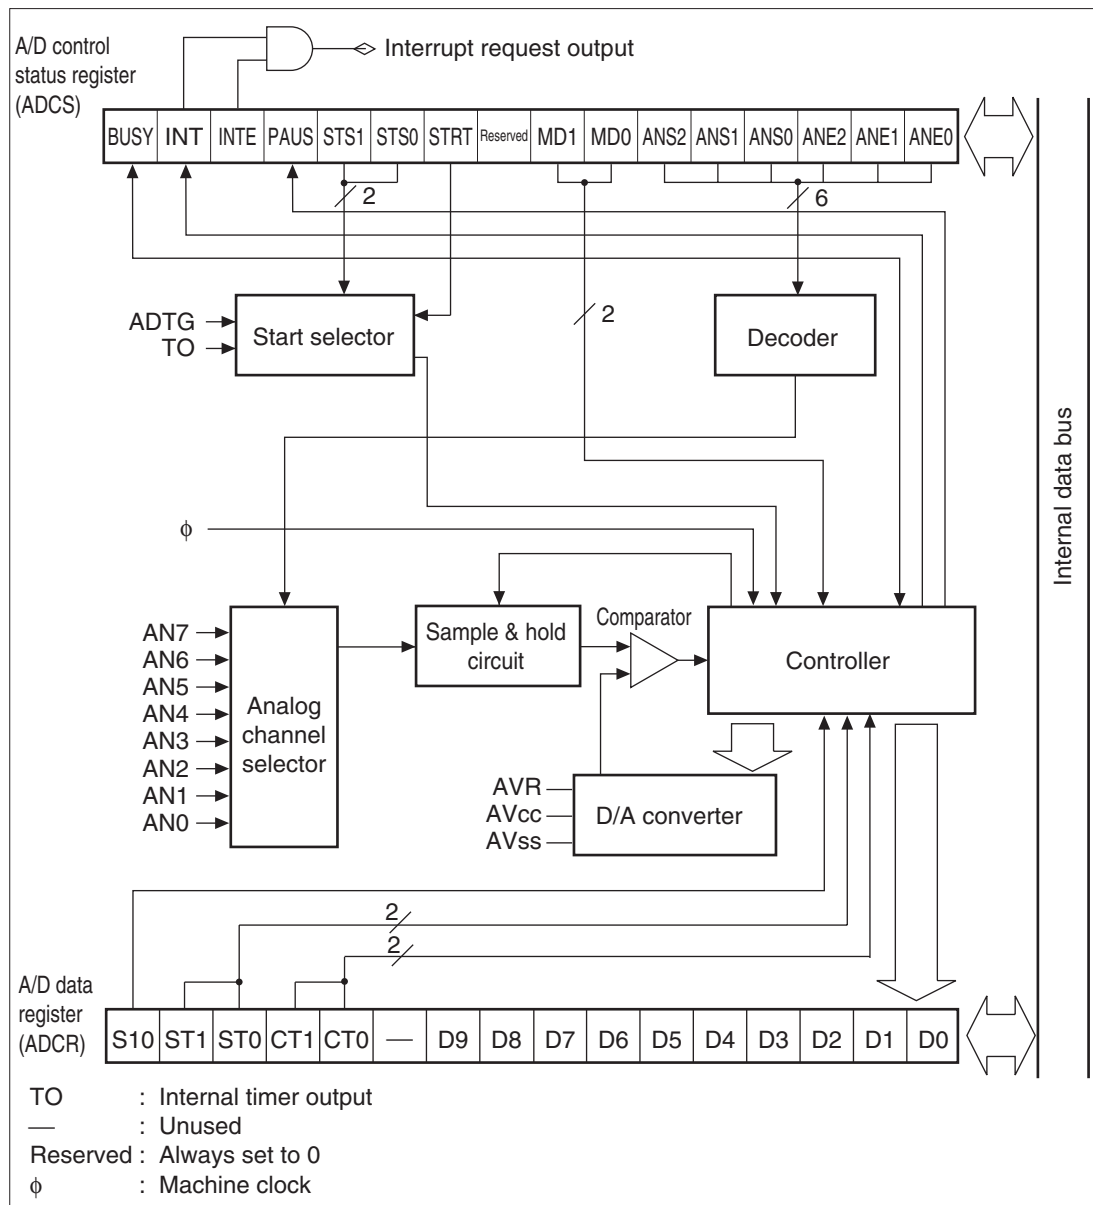 A/D control
status register
(ADCS)
Interrupt request output
BUSY INT INTE PAUS STS1 STS0 STRT Reserved MD1 MD0 ANS2 ANS1 ANS0 ANE2 ANE1 ANE0
2
6
2
ADTG
TO
Start selector
Decoder
Internal data bus
ϕ
AN7
AN6
AN5
AN4
AN3
AN2
AN1
AN0
Analog
channel
selector
Sample & hold
circuit
Comparator
Controller
AVR
AVcc
AVss
D/A converter
2
2
A/D data
register
(ADCR)
S10 ST1 ST0 CT1 CT0 — D9 D8 D7 D6 D5 D4 D3 D2 D1 D0
TO : Internal timer output
— : Unused
Reserved : Always set to 0
ϕ : Machine clock